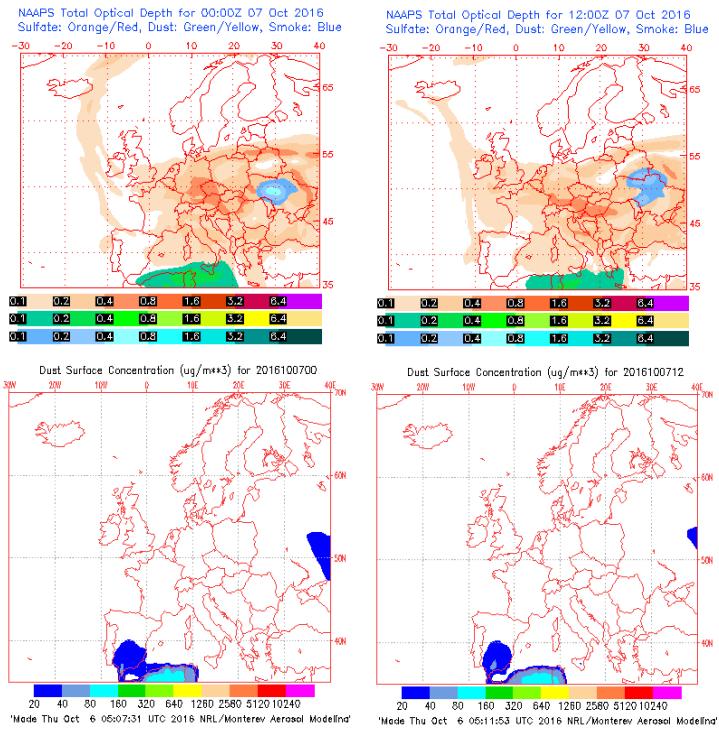 NAAPS Total Optical Depth for 00:00Z 07 Oct 2016
Sulfate: Orange/Red, Dust: Green/Yellow, Smoke: Blue
-30 -20 -10 0 10 20 30 40
65
55
45
35
0.1 0.2 0.4 0.8 1.6 3.2 6.4
0.1 0.2 0.4 0.8 1.6 3.2 6.4
0.1 0.2 0.4 0.8 1.6 3.2 6.4
NAAPS Total Optical Depth for 12:00Z 07 Oct 2016
Sulfate: Orange/Red, Dust: Green/Yellow, Smoke: Blue
-30 -20 -10 0 10 20 30 40
65
55
45
35
0.1 0.2 0.4 0.8 1.6 3.2 6.4
0.1 0.2 0.4 0.8 1.6 3.2 6.4
0.1 0.2 0.4 0.8 1.6 3.2 6.4
Dust Surface Concentration (ug/m**3) for 2016100700
30W 20W 10W 0 10E 20E 30E 40E
70N
60N
50N
40N
20 40 80 160 320 640 1260 2580 5120 10240
'Made Thu Oct 6 05:07:31 UTC 2016 NRL/Monterey Aerosol Modeling'
Dust Surface Concentration (ug/m**3) for 2016100712
30W 20W 10W 0 10E 20E 30E 40E
70N
60N
50N
40N
20 40 80 160 320 640 1260 2580 5120 10240
'Made Thu Oct 6 05:11:53 UTC 2016 NRL/Monterey Aerosol Modeling'